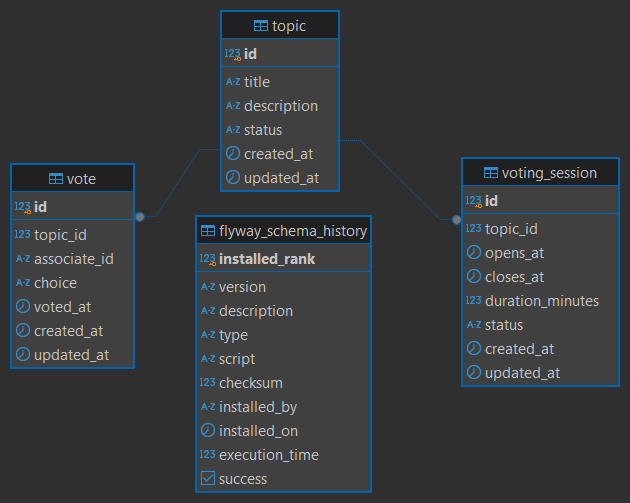 topic
123 id
A-Z title
A-Z description
A-Z status
created_at
updated_at
vote
123 id
123 topic_id
A-Z associate_id
A-Z choice
voted_at
created_at
updated_at
flyway_schema_history
123 installed_rank
A-Z version
A-Z description
A-Z type
A-Z script
123 checksum
A-Z installed_by
installed_on
123 execution_time
success
voting_session
123 id
123 topic_id
opens_at
closes_at
123 duration_minutes
A-Z status
created_at
updated_at